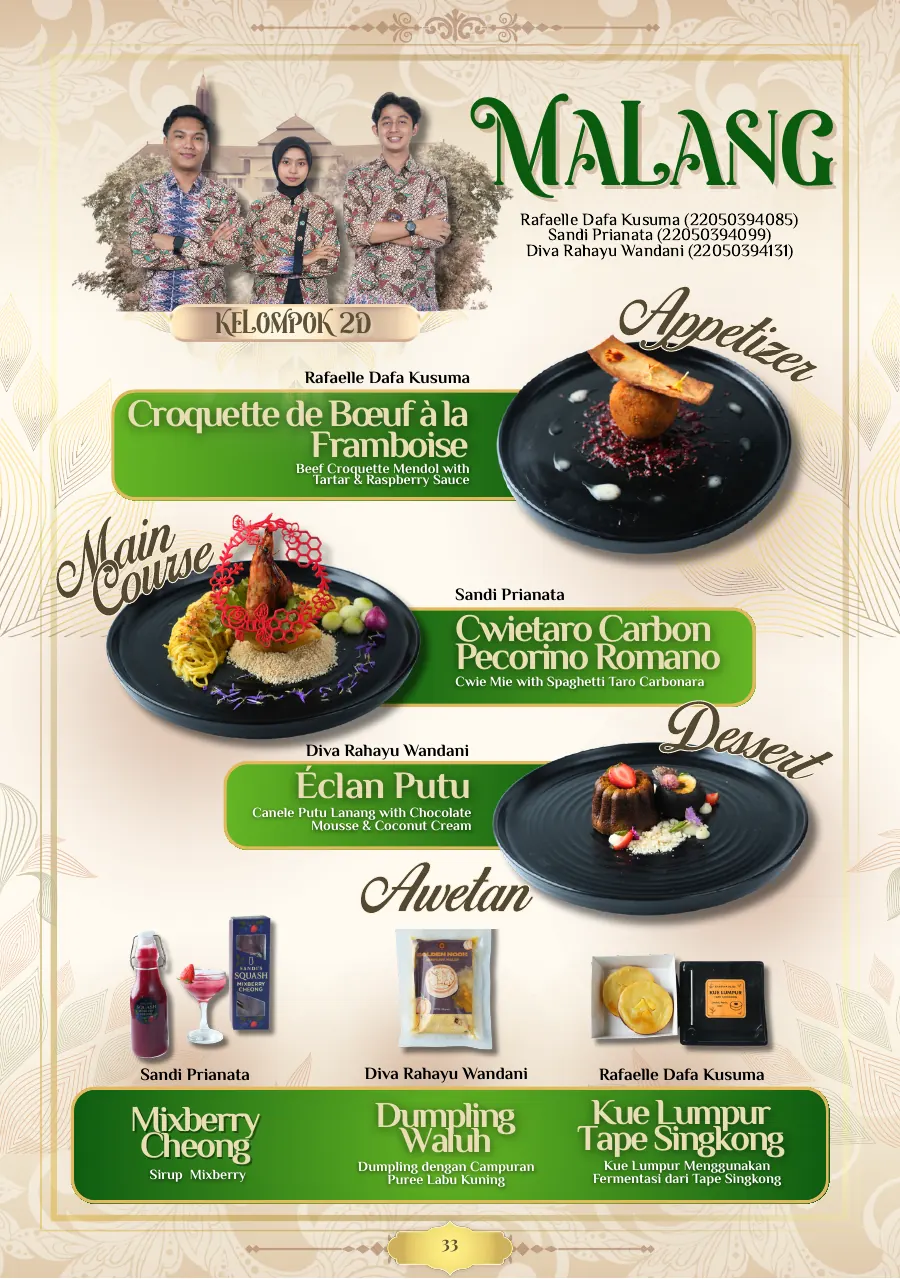 MALANG
Rafaelle Dafa Kusuma (22050394085)
Sandi Prianata (22050394099)
Diva Rahayu Wandani (22050394131)
KELOMPOK 2D
Appetizer
Rafaelle Dafa Kusuma
Croquette de Bœuf à la
Framboise
Beef Croquette Mendol with
Tartar & Raspberry Sauce
Main
Course
Sandi Prianata
Cwietaro Carbon
Pecorino Romano
Cwie Mie with Spaghetti Taro Carbonara
Dessert
Diva Rahayu Wandani
Éclan Putu
Canele Putu Lanang with Chocolate
Mousse & Coconut Cream
Awetan
SANDI'S
SQUASH
MIXBERRY
CHEONG
KUE LUMPUR
Sandi Prianata
Mixberry
Cheong
Sirup Mixberry
Diva Rahayu Wandani
Dumpling
Waluh
Dumpling dengan Campuran
Puree Labu Kuning
Rafaelle Dafa Kusuma
Kue Lumpur
Tape Singkong
Kue Lumpur Menggunakan
Fermentasi dari Tape Singkong
33